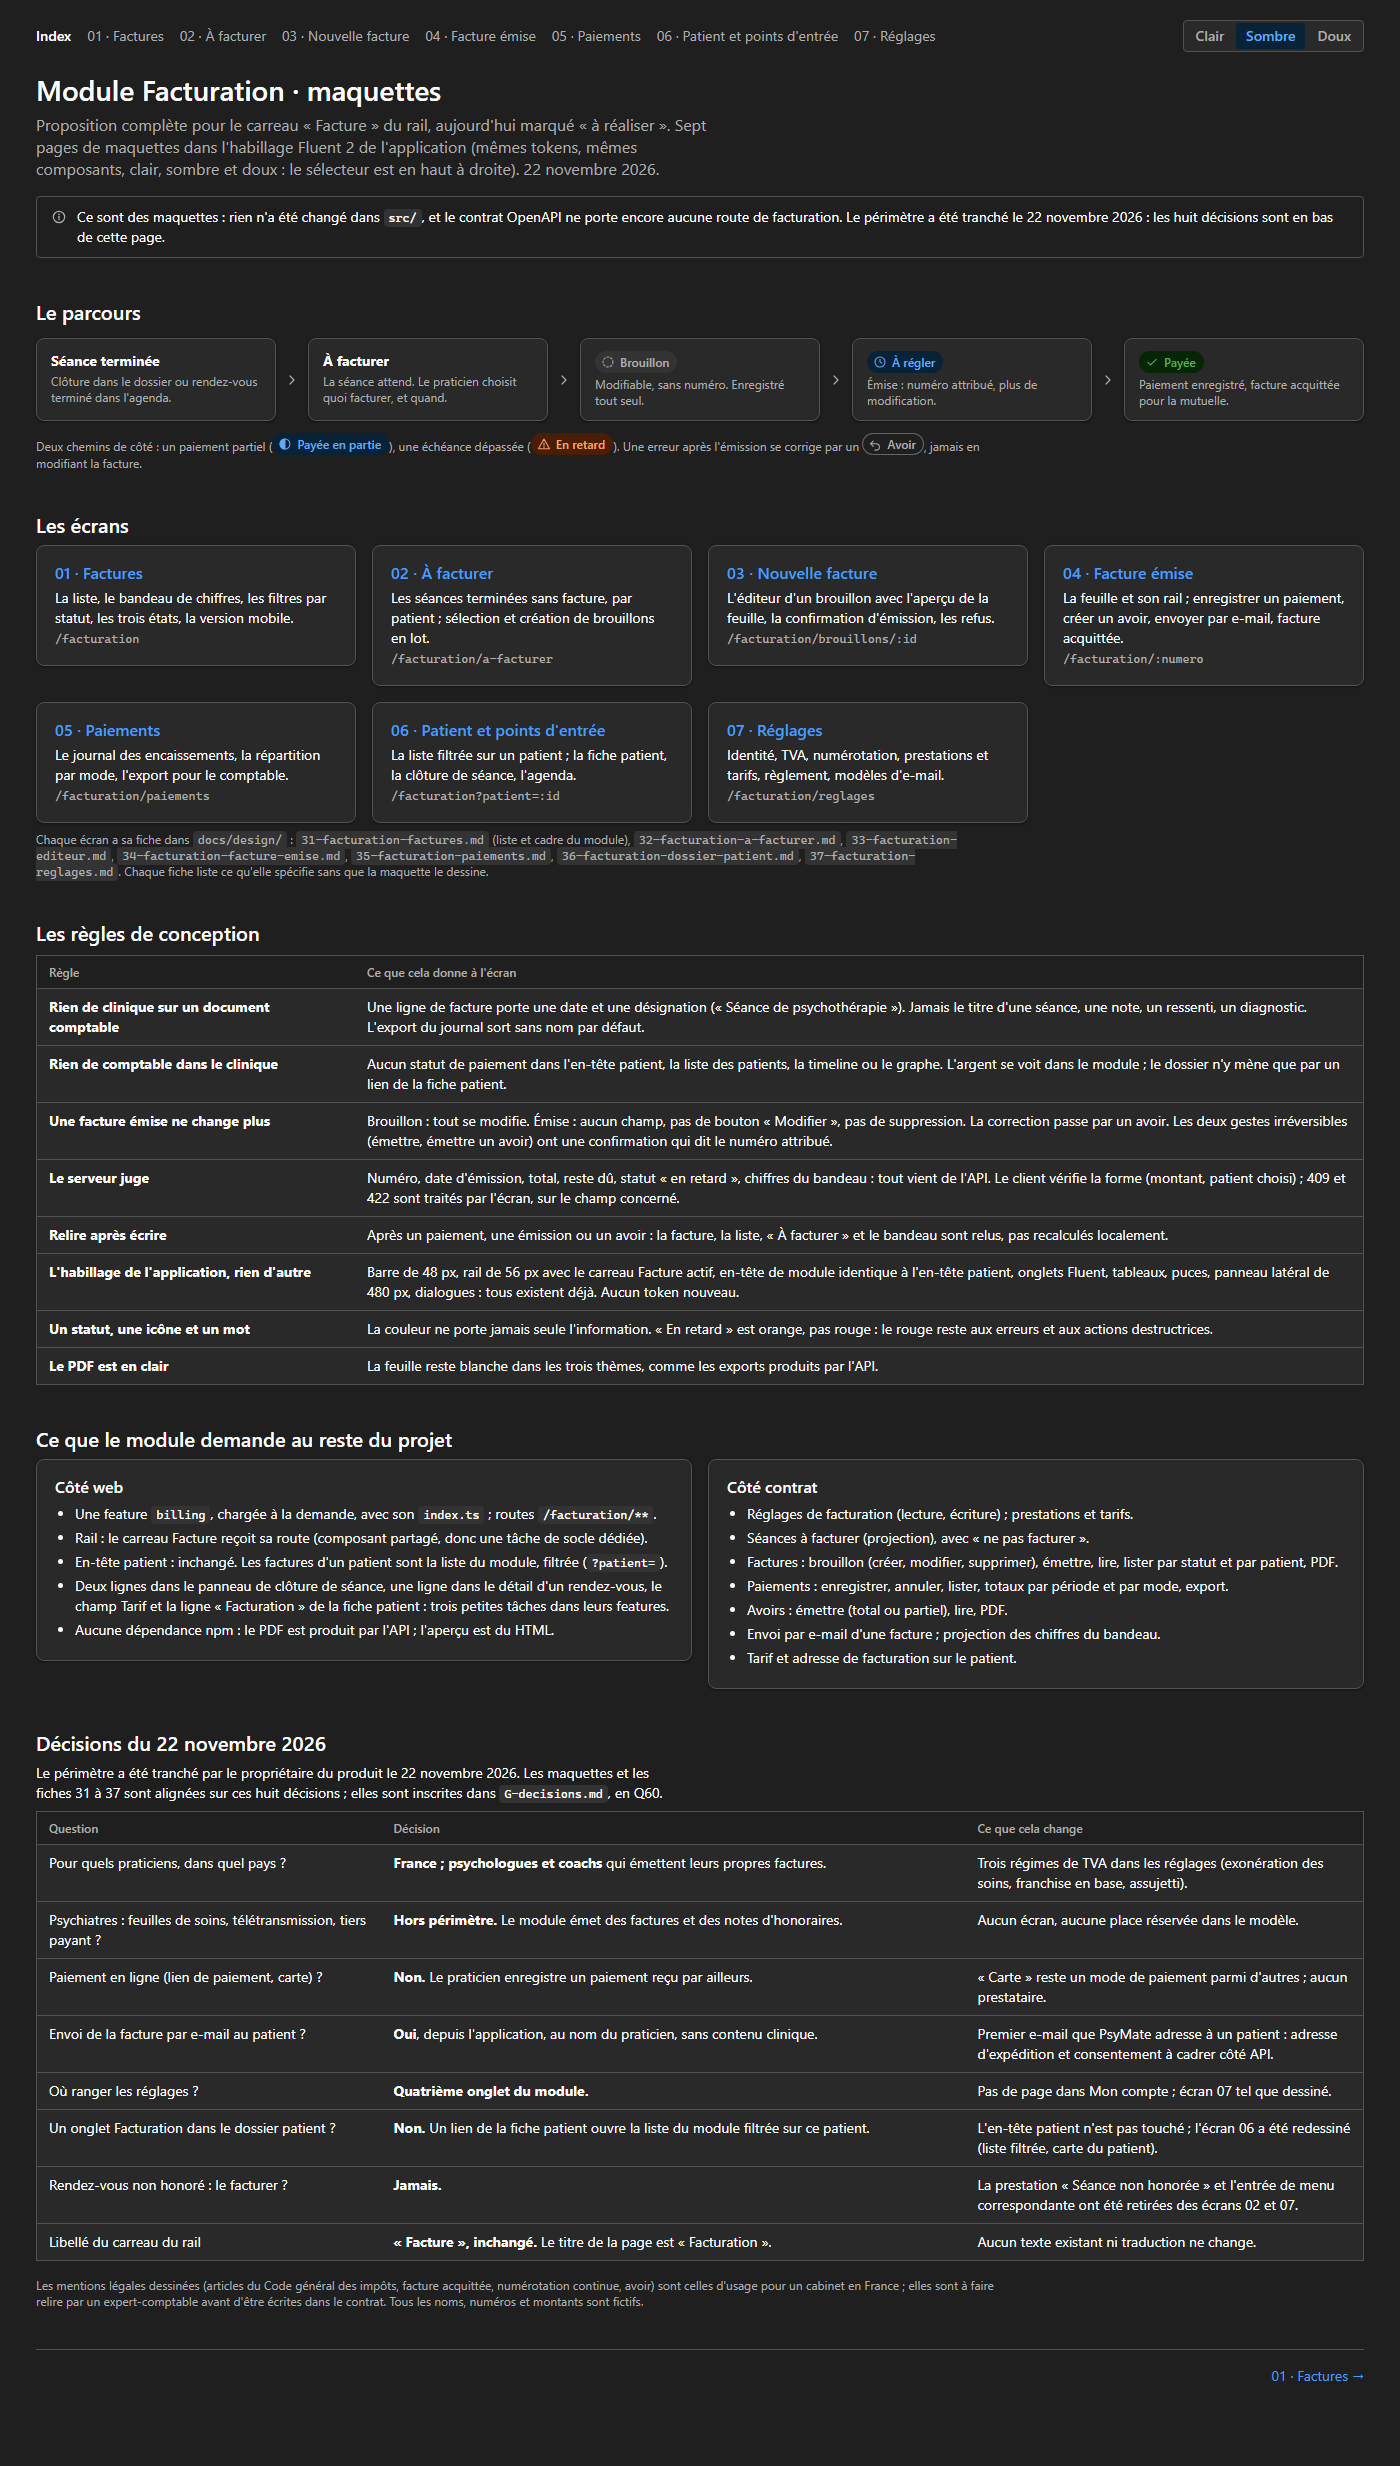 Index 01 · Factures 02 · À facturer 03 · Nouvelle facture 04 · Facture émise 05 · Paiements 06 · Patient et points d'entrée 07 · Réglages Clair Sombre Doux
Module Facturation · maquettes
Proposition complète pour le carreau « Facture » du rail, aujourd'hui marqué « à réaliser ». Sept
pages de maquettes dans l'habillage Fluent 2 de l'application (mêmes tokens, mêmes
composants, clair, sombre et doux : le sélecteur est en haut à droite). 22 novembre 2026.
Ce sont des maquettes : rien n'a été changé dans src/, et le contrat OpenAPI ne porte encore aucune route de facturation. Le périmètre a été tranché le 22 novembre 2026 : les huit décisions sont en bas
de cette page.
Le parcours
Séance terminée
Clôture dans le dossier ou rendez-vous
terminé dans l'agenda.
À facturer
La séance attend. Le praticien choisit
quoi facturer, et quand.
Brouillon
Modifiable, sans numéro. Enregistré
tout seul.
À régler
Émise : numéro attribué, plus de
modification.
Payée
Paiement enregistré, facture acquittée
pour la mutuelle.
Deux chemins de côté : un paiement partiel ( Payée en partie ), une échéance dépassée ( En retard ). Une erreur après l'émission se corrige par un Avoir, jamais en
modifiant la facture.
Les écrans
01 · Factures
La liste, le bandeau de chiffres, les filtres par
statut, les trois états, la version mobile.
/facturation
02 · À facturer
Les séances terminées sans facture, par
patient ; sélection et création de brouillons
en lot.
/facturation/a-facturer
03 · Nouvelle facture
L'éditeur d'un brouillon avec l'aperçu de la
feuille, la confirmation d'émission, les refus.
/facturation/brouillons/:id
04 · Facture émise
La feuille et son rail ; enregistrer un paiement,
créer un avoir, envoyer par e-mail, facture
acquittée.
/facturation/:numero
05 · Paiements
Le journal des encaissements, la répartition
par mode, l'export pour le comptable.
/facturation/paiements
06 · Patient et points d'entrée
La liste filtrée sur un patient ; la fiche patient,
la clôture de séance, l'agenda.
/facturation?patient=:id
07 · Réglages
Identité, TVA, numérotation, prestations et
tarifs, règlement, modèles d'e-mail.
/facturation/reglages
Chaque écran a sa fiche dans docs/design/ : 31-facturation-factures.md (liste et cadre du module), 32-facturation-a-facturer.md, 33-facturation-
editeur.md, 34-facturation-facture-emise.md, 35-facturation-paiements.md, 36-facturation-dossier-patient.md, 37-facturation-
reglages.md. Chaque fiche liste ce qu'elle spécifie sans que la maquette le dessine.
Les règles de conception
Règle Ce que cela donne à l'écran
Rien de clinique sur un document
comptable
Une ligne de facture porte une date et une désignation (« Séance de psychothérapie »). Jamais le titre d'une séance, une note, un ressenti, un diagnostic.
L'export du journal sort sans nom par défaut.
Rien de comptable dans le clinique
Aucun statut de paiement dans l'en-tête patient, la liste des patients, la timeline ou le graphe. L'argent se voit dans le module ; le dossier n'y mène que par un
lien de la fiche patient.
Une facture émise ne change plus
Brouillon : tout se modifie. Émise : aucun champ, pas de bouton « Modifier », pas de suppression. La correction passe par un avoir. Les deux gestes irréversibles
(émettre, émettre un avoir) ont une confirmation qui dit le numéro attribué.
Le serveur juge
Numéro, date d'émission, total, reste dû, statut « en retard », chiffres du bandeau : tout vient de l'API. Le client vérifie la forme (montant, patient choisi) ; 409 et
422 sont traités par l'écran, sur le champ concerné.
Relire après écrire
Après un paiement, une émission ou un avoir : la facture, la liste, « À facturer » et le bandeau sont relus, pas recalculés localement.
L'habillage de l'application, rien d'autre
Barre de 48 px, rail de 56 px avec le carreau Facture actif, en-tête de module identique à l'en-tête patient, onglets Fluent, tableaux, puces, panneau latéral de
480 px, dialogues : tous existent déjà. Aucun token nouveau.
Un statut, une icône et un mot
La couleur ne porte jamais seule l'information. « En retard » est orange, pas rouge : le rouge reste aux erreurs et aux actions destructrices.
Le PDF est en clair
La feuille reste blanche dans les trois thèmes, comme les exports produits par l'API.
Ce que le module demande au reste du projet
Côté web
• Une feature billing, chargée à la demande, avec son index.ts ; routes /facturation/**.
• Rail : le carreau Facture reçoit sa route (composant partagé, donc une tâche de socle dédiée).
• En-tête patient : inchangé. Les factures d'un patient sont la liste du module, filtrée ( ?patient= ).
• Deux lignes dans le panneau de clôture de séance, une ligne dans le détail d'un rendez-vous, le
champ Tarif et la ligne « Facturation » de la fiche patient : trois petites tâches dans leurs features.
• Aucune dépendance npm : le PDF est produit par l'API ; l'aperçu est du HTML.
Côté contrat
• Réglages de facturation (lecture, écriture) ; prestations et tarifs.
• Séances à facturer (projection), avec « ne pas facturer ».
• Factures : brouillon (créer, modifier, supprimer), émettre, lire, lister par statut et par patient, PDF.
• Paiements : enregistrer, annuler, lister, totaux par période et par mode, export.
• Avoirs : émettre (total ou partiel), lire, PDF.
• Envoi par e-mail d'une facture ; projection des chiffres du bandeau.
• Tarif et adresse de facturation sur le patient.
Décisions du 22 novembre 2026
Le périmètre a été tranché par le propriétaire du produit le 22 novembre 2026. Les maquettes et les
fiches 31 à 37 sont alignées sur ces huit décisions ; elles sont inscrites dans G-decisions.md, en Q60.
Question Décision Ce que cela change
Pour quels praticiens, dans quel pays ?
France ; psychologues et coachs qui émettent leurs propres factures.
Trois régimes de TVA dans les réglages (exonération des
soins, franchise en base, assujetti).
Psychiatres : feuilles de soins, télétransmission, tiers
payant ?
Hors périmètre. Le module émet des factures et des notes d'honoraires.
Aucun écran, aucune place réservée dans le modèle.
Paiement en ligne (lien de paiement, carte) ?
Non. Le praticien enregistre un paiement reçu par ailleurs.
« Carte » reste un mode de paiement parmi d'autres ; aucun
prestataire.
Envoi de la facture par e-mail au patient ?
Oui, depuis l'application, au nom du praticien, sans contenu clinique.
Premier e-mail que PsyMate adresse à un patient : adresse
d'expédition et consentement à cadrer côté API.
Où ranger les réglages ?
Quatrième onglet du module.
Pas de page dans Mon compte ; écran 07 tel que dessiné.
Un onglet Facturation dans le dossier patient ?
Non. Un lien de la fiche patient ouvre la liste du module filtrée sur ce patient.
L'en-tête patient n'est pas touché ; l'écran 06 a été redessiné
(liste filtrée, carte du patient).
Rendez-vous non honoré : le facturer ?
Jamais.
La prestation « Séance non honorée » et l'entrée de menu
correspondante ont été retirées des écrans 02 et 07.
Libellé du carreau du rail
« Facture », inchangé. Le titre de la page est « Facturation ».
Aucun texte existant ni traduction ne change.
Les mentions légales dessinées (articles du Code général des impôts, facture acquittée, numérotation continue, avoir) sont celles d'usage pour un cabinet en France ; elles sont à faire
relire par un expert-comptable avant d'être écrites dans le contrat. Tous les noms, numéros et montants sont fictifs.
01 · Factures →